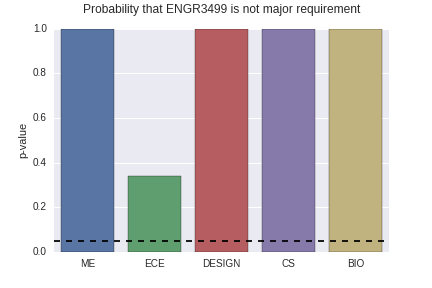 Probability that ENGR3499 is not major requirement
1.0
0.8
0.6
0.4
0.2
0.0
p-value
ME ECE DESIGN CS BIO